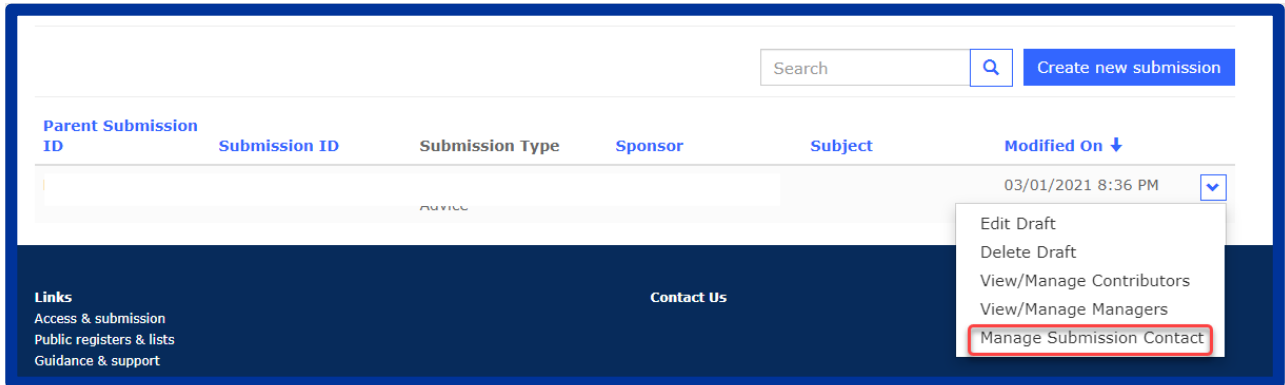 Search
Create new submission
Parent Submission
ID
Submission ID
Submission Type
Sponsor
Subject
Modified On
03/01/2021 8:36 PM
Advice
Edit Draft
Delete Draft
View/Manage Contributors
View/Manage Managers
Manage Submission Contact
Links
Contact Us
Access & submission
Public registers & lists
Guidance & support